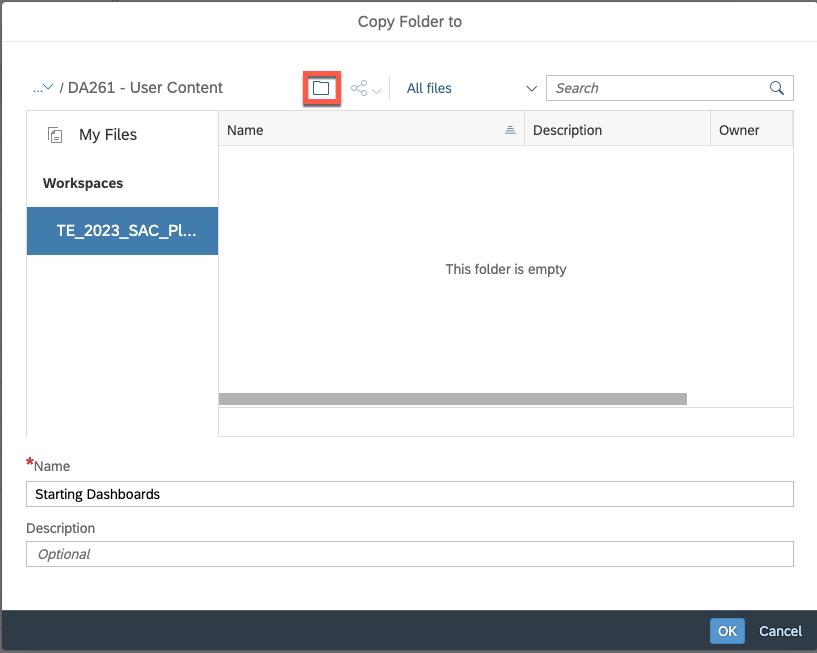 Copy Folder to
... / DA261 - User Content
All files
Search
My Files
Workspaces
TE_2023_SAC_Pl...
Name
Description
Owner
This folder is empty
*Name
Starting Dashboards
Description
Optional
OK
Cancel